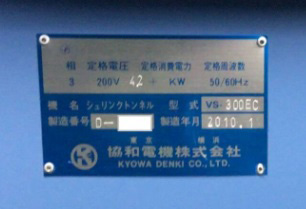 相 定格電圧 定格消費電力 定格周波数
3 200V 4.2 KW 50/60Hz
機名 シュリンクトンネル 型式 VS-300EC
製造番号 0- 製造年月 2010.1
東京 横浜
K 協和電機株式会社
KYOWA DENKI CO., LTD.